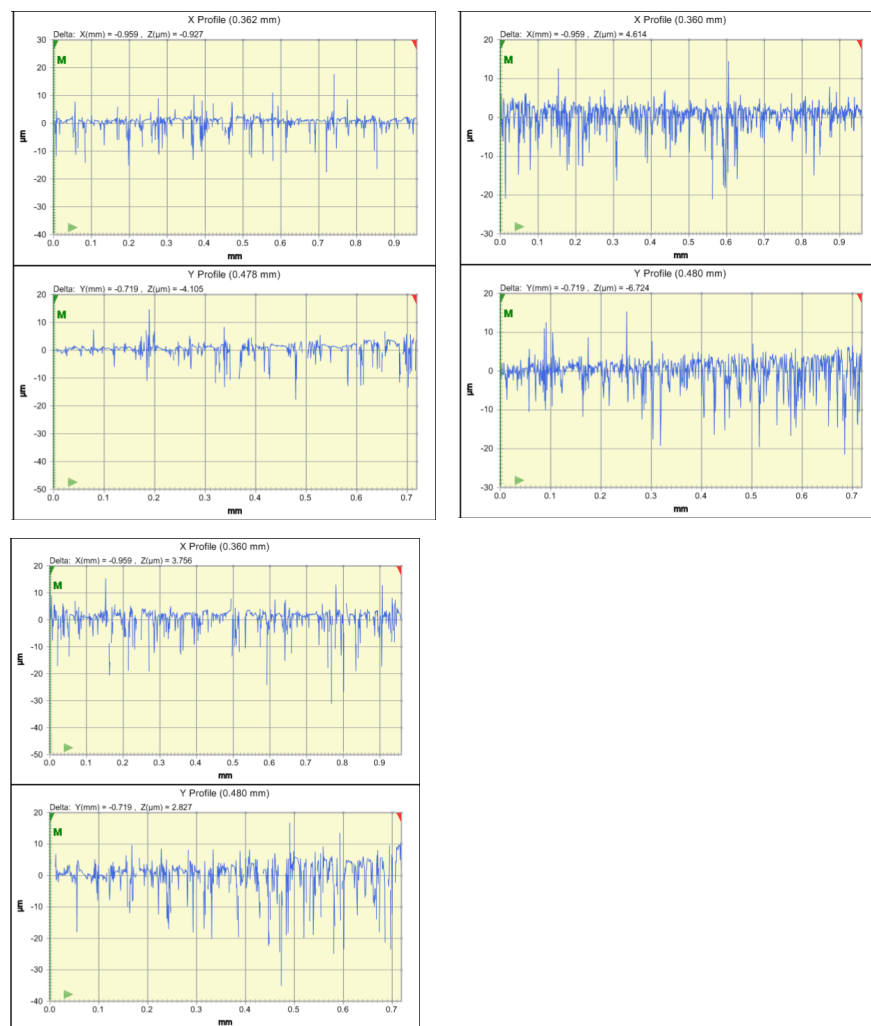 X Profile (0.362 mm)
Delta: X(mm) = -0.959 , Z(µm) = -0.927
M
30
20
10
0
-10
-20
-30
-40
µm
0.0 0.1 0.2 0.3 0.4 0.5 0.6 0.7 0.8 0.9
mm
Y Profile (0.478 mm)
Delta: Y(mm) = -0.719 , Z(µm) = -4.105
M
20
10
0
-10
-20
-30
-40
-50
µm
0.0 0.1 0.2 0.3 0.4 0.5 0.6 0.7
mm
X Profile (0.360 mm)
Delta: X(mm) = -0.959 , Z(µm) = 4.614
M
20
10
0
-10
-20
-30
µm
0.0 0.1 0.2 0.3 0.4 0.5 0.6 0.7 0.8 0.9
mm
Y Profile (0.480 mm)
Delta: Y(mm) = -0.719 , Z(µm) = -6.724
M
20
10
0
-10
-20
-30
µm
0.0 0.1 0.2 0.3 0.4 0.5 0.6 0.7
mm
X Profile (0.360 mm)
Delta: X(mm) = -0.959 , Z(µm) = 3.756
M
20
10
0
-10
-20
-30
-40
-50
µm
0.0 0.1 0.2 0.3 0.4 0.5 0.6 0.7 0.8 0.9
mm
Y Profile (0.480 mm)
Delta: Y(mm) = -0.719 , Z(µm) = 2.827
M
20
10
0
-10
-20
-30
-40
µm
0.0 0.1 0.2 0.3 0.4 0.5 0.6 0.7
mm